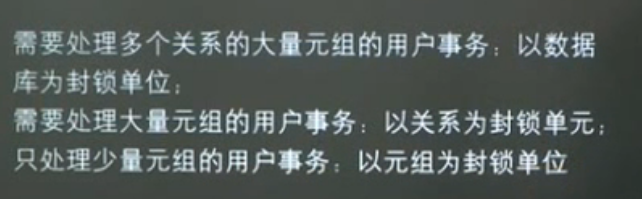 需要处理多个关系的大量元组的用户事务：以数据
库为封锁单位；
需要处理大量元组的用户事务：以关系为封锁单元；
只处理少量元组的用户事务：以元组为封锁单位